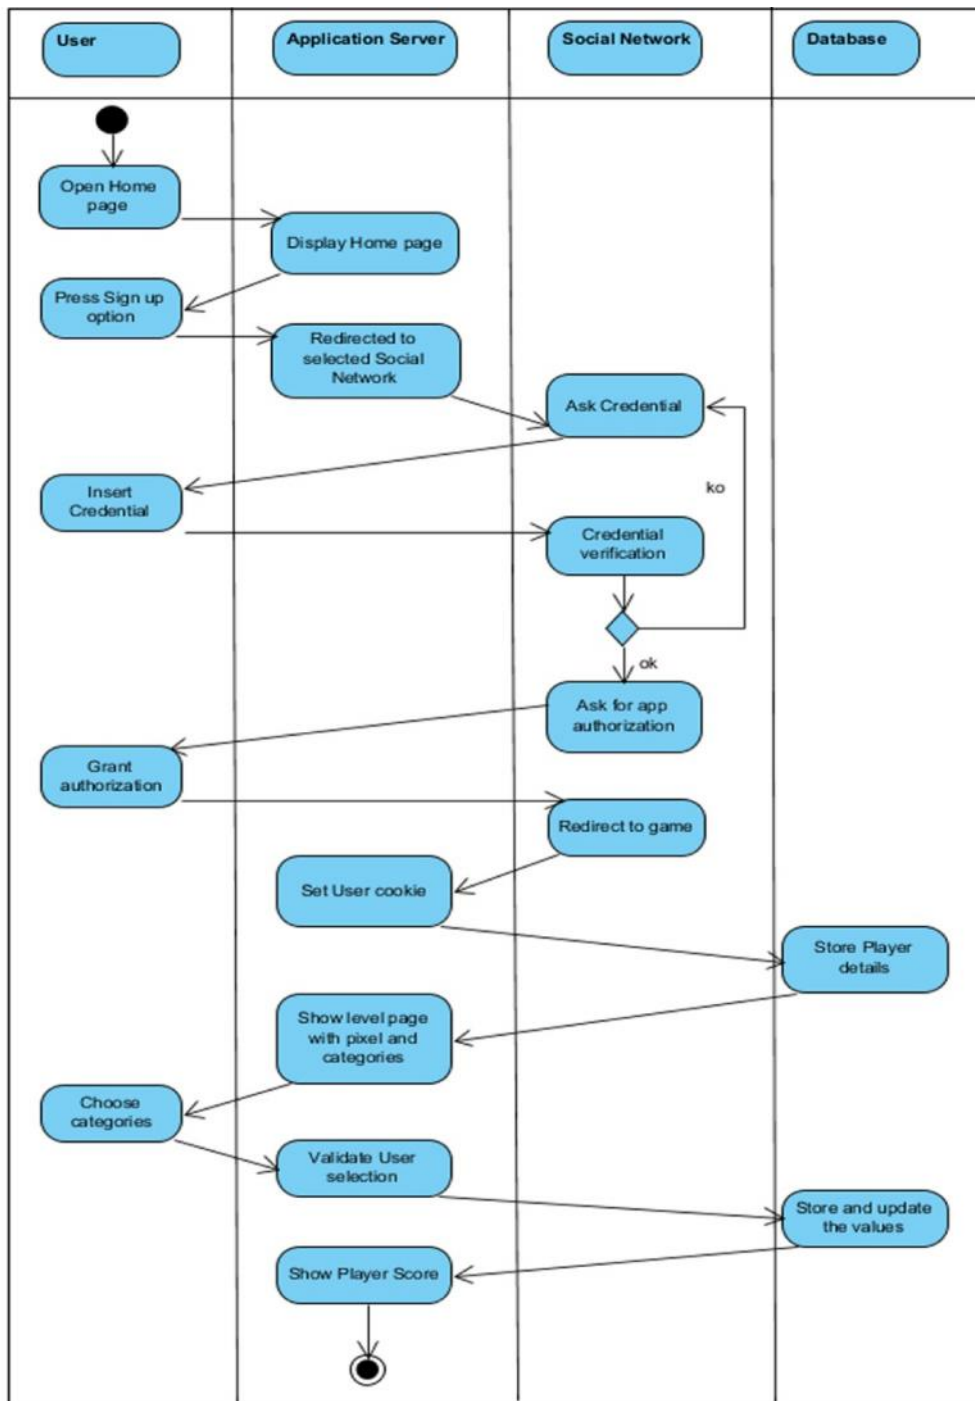 User
Application Server
Social Network
Database
Open Home
page
Display Home page
Press Sign up
option
Redirected to
selected Social
Network
Ask Credential
Insert
Credential
ko
Credential
verification
ok
Ask for app
authorization
Grant
authorization
Redirect to game
Set User cookie
Store Player
details
Show level page
with pixel and
categories
Choose
categories
Validate User
selection
Store and update
the values
Show Player Score